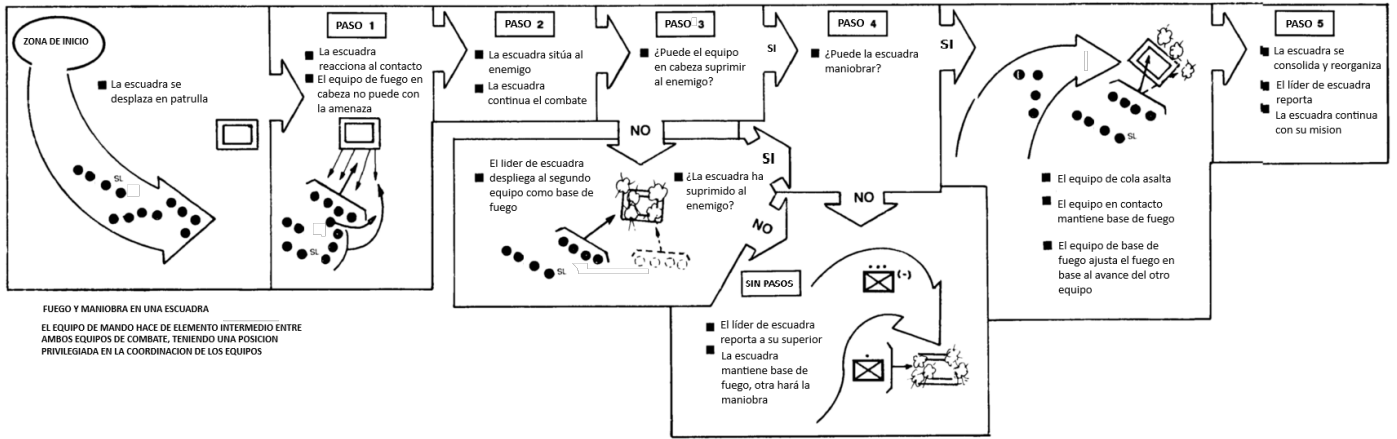 ZONA DE INICIO
La escuadra se
desplaza en patrulla
SL
PASO 1
La escuadra
reacciona al contacto
El equipo de fuego en
cabeza no puede con
la amenaza
SL
PASO 2
La escuadra sitúa al
enemigo
La escuadra
continua el combate
PASO 3
¿Puede el equipo
en cabeza suprimir
al enemigo?
SI
NO
El lider de escuadra
despliega al segundo
equipo como base de
fuego
¿La escuadra ha
suprimido al
enemigo?
SL
SI
NO
PASO 4
¿Puede la escuadra
maniobrar?
SI
NO
SIN PASOS
El líder de escuadra
reporta a su superior
La escuadra
mantiene base de
fuego, otra hará la
maniobra
(-)
SL
El equipo de cola asalta
El equipo en contacto
mantiene base de fuego
El equipo de base de
fuego ajusta el fuego en
base al avance del otro
equipo
PASO 5
La escuadra se
consolida y reorganiza
El líder de escuadra
reporta
La escuadra continua
con su mision
FUEGO Y MANIOBRA EN UNA ESCUADRA
EL EQUIPO DE MANDO HACE DE ELEMENTO INTERMEDIO ENTRE
AMBOS EQUIPOS DE COMBATE, TENIENDO UNA POSICION
PRIVILEGIADA EN LA COORDINACION DE LOS EQUIPOS